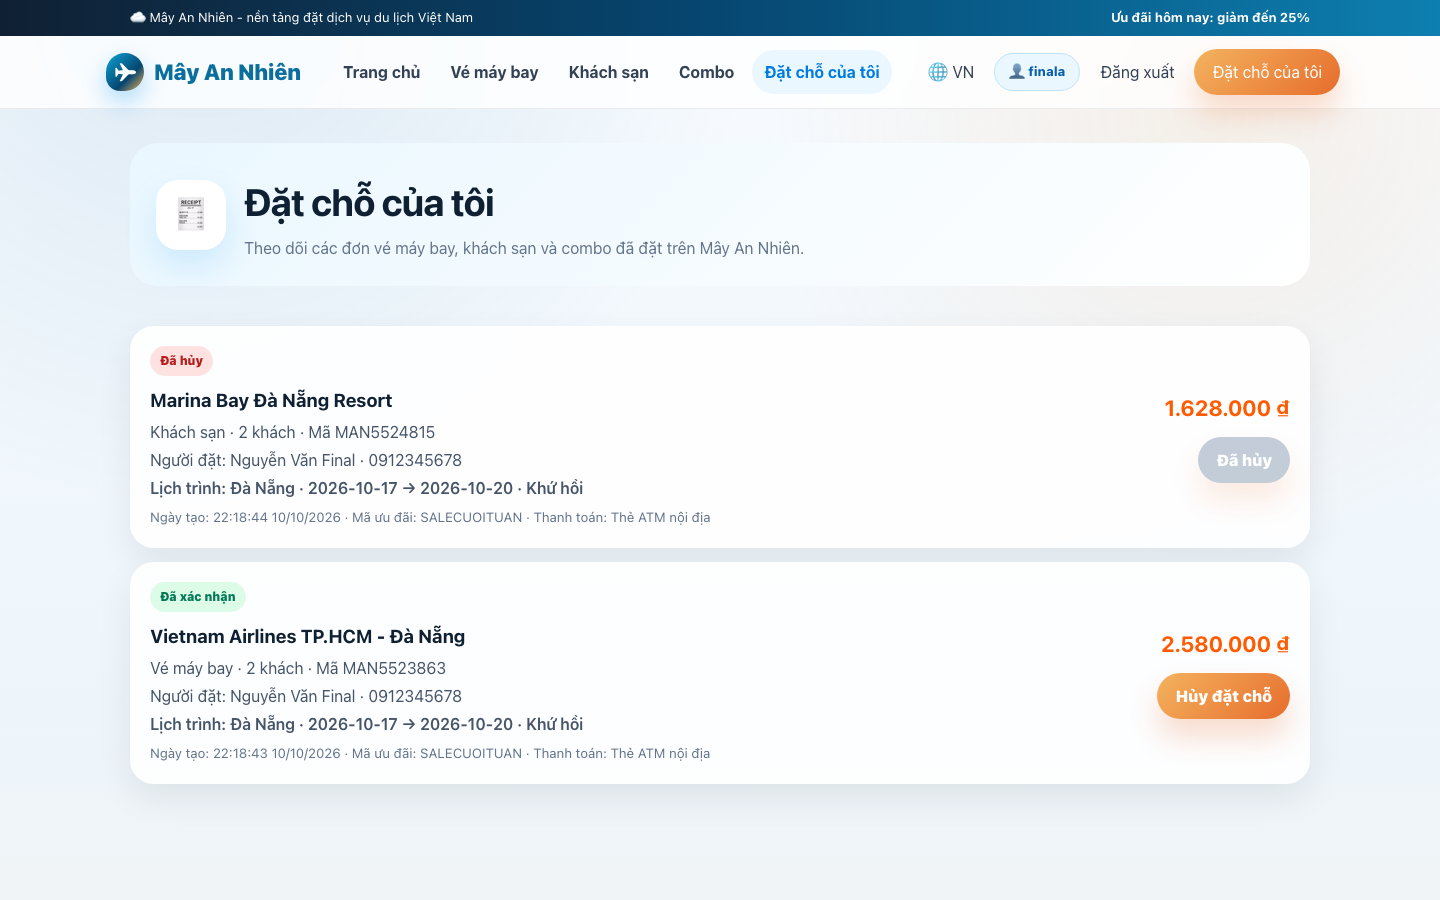 Mây An Nhiên - nền tảng đặt dịch vụ du lịch Việt Nam
Ưu đãi hôm nay: giảm đến 25%
Mây An Nhiên
Trang chủ
Vé máy bay
Khách sạn
Combo
Đặt chỗ của tôi
VN
finala
Đăng xuất
Đặt chỗ của tôi
RECEIPT
Đặt chỗ của tôi
Theo dõi các đơn vé máy bay, khách sạn và combo đã đặt trên Mây An Nhiên.
Đã hủy
Marina Bay Đà Nẵng Resort
Khách sạn · 2 khách · Mã MAN5524815
Người đặt: Nguyễn Văn Final · 0912345678
Lịch trình: Đà Nẵng · 2026-10-17 → 2026-10-20 · Khứ hồi
Ngày tạo: 22:18:44 10/10/2026 · Mã ưu đãi: SALECUOITUAN · Thanh toán: Thẻ ATM nội địa
1.628.000 ₫
Đã hủy
Đã xác nhận
Vietnam Airlines TP.HCM - Đà Nẵng
Vé máy bay · 2 khách · Mã MAN5523863
Người đặt: Nguyễn Văn Final · 0912345678
Lịch trình: Đà Nẵng · 2026-10-17 → 2026-10-20 · Khứ hồi
Ngày tạo: 22:18:43 10/10/2026 · Mã ưu đãi: SALECUOITUAN · Thanh toán: Thẻ ATM nội địa
2.580.000 ₫
Hủy đặt chỗ